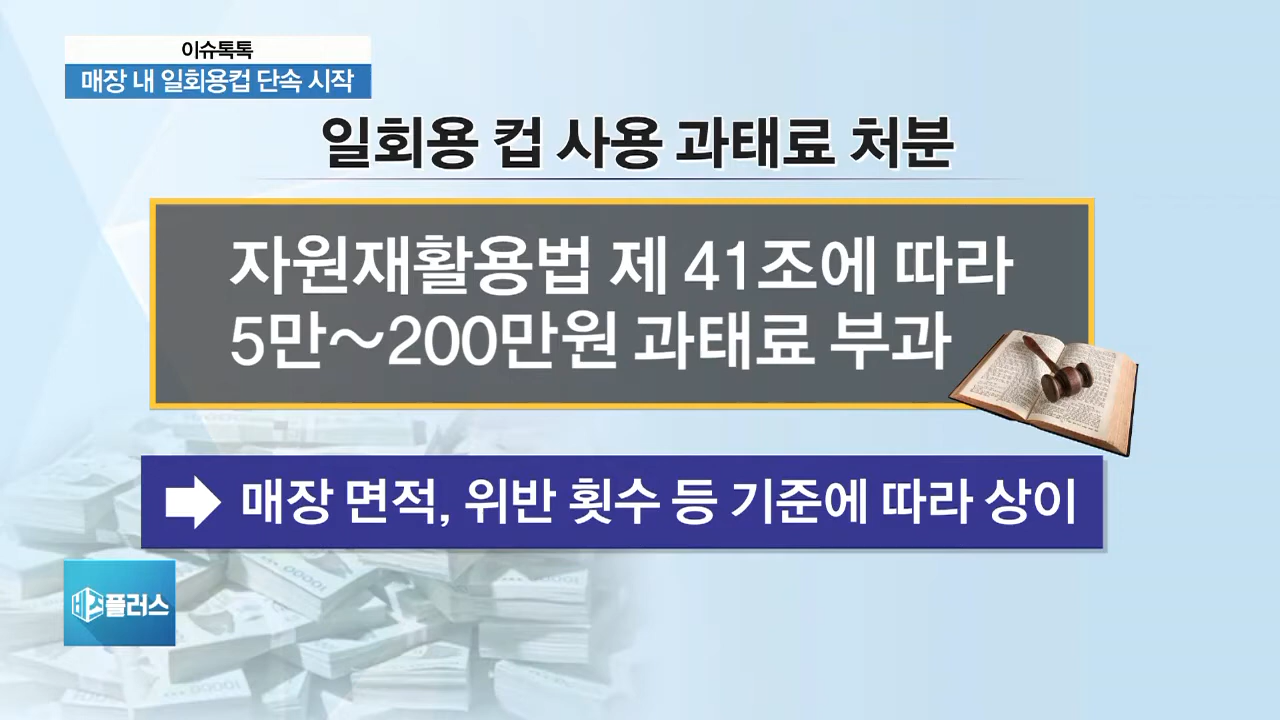 이슈톡톡
매장 내 일회용컵 단속 시작
일회용 컵 사용 과태료 처분
자원재활용법 제 41조에 따라
5만~200만원 과태료 부과
매장 면적, 위반 횟수 등 기준에 따라 상이
비즈플러스